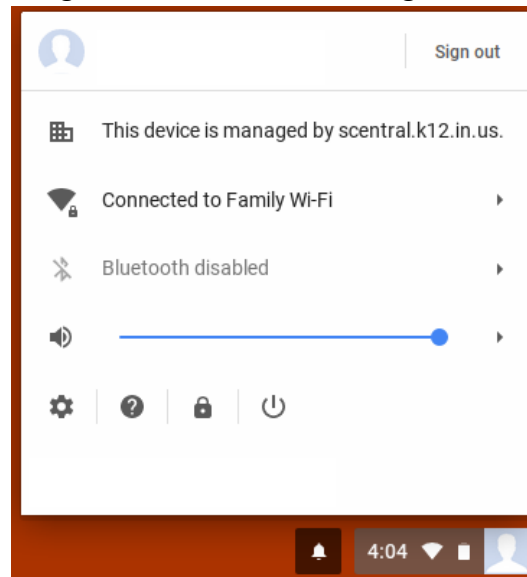 Sign out
This device is managed by scentral.k12.in.us.
Connected to Family Wi-Fi
Bluetooth disabled
4:04